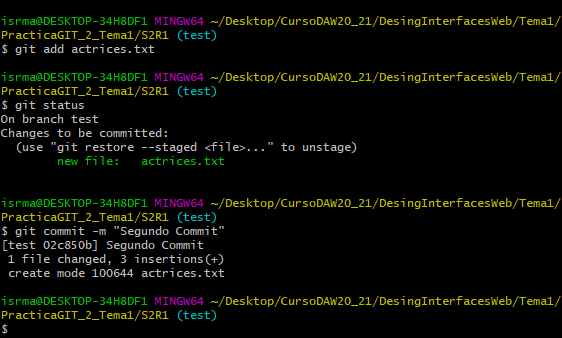 isrma@DESKTOP-34H8DF1 MINGW64 ~/Desktop/CursoDAW20_21/DesingInterfacesWeb/Tema1/
PracticaGIT_2_Tema1/S2R1 (test)
$ git add actrices.txt
isrma@DESKTOP-34H8DF1 MINGW64 ~/Desktop/CursoDAW20_21/DesingInterfacesWeb/Tema1/
PracticaGIT_2_Tema1/S2R1 (test)
$ git status
On branch test
Changes to be committed:
  (use "git restore --staged <file>..." to unstage)
        new file:   actrices.txt
isrma@DESKTOP-34H8DF1 MINGW64 ~/Desktop/CursoDAW20_21/DesingInterfacesWeb/Tema1/
PracticaGIT_2_Tema1/S2R1 (test)
$ git commit -m "Segundo Commit"
[test 02c850b] Segundo Commit
 1 file changed, 3 insertions(+)
 create mode 100644 actrices.txt
isrma@DESKTOP-34H8DF1 MINGW64 ~/Desktop/CursoDAW20_21/DesingInterfacesWeb/Tema1/
PracticaGIT_2_Tema1/S2R1 (test)
$